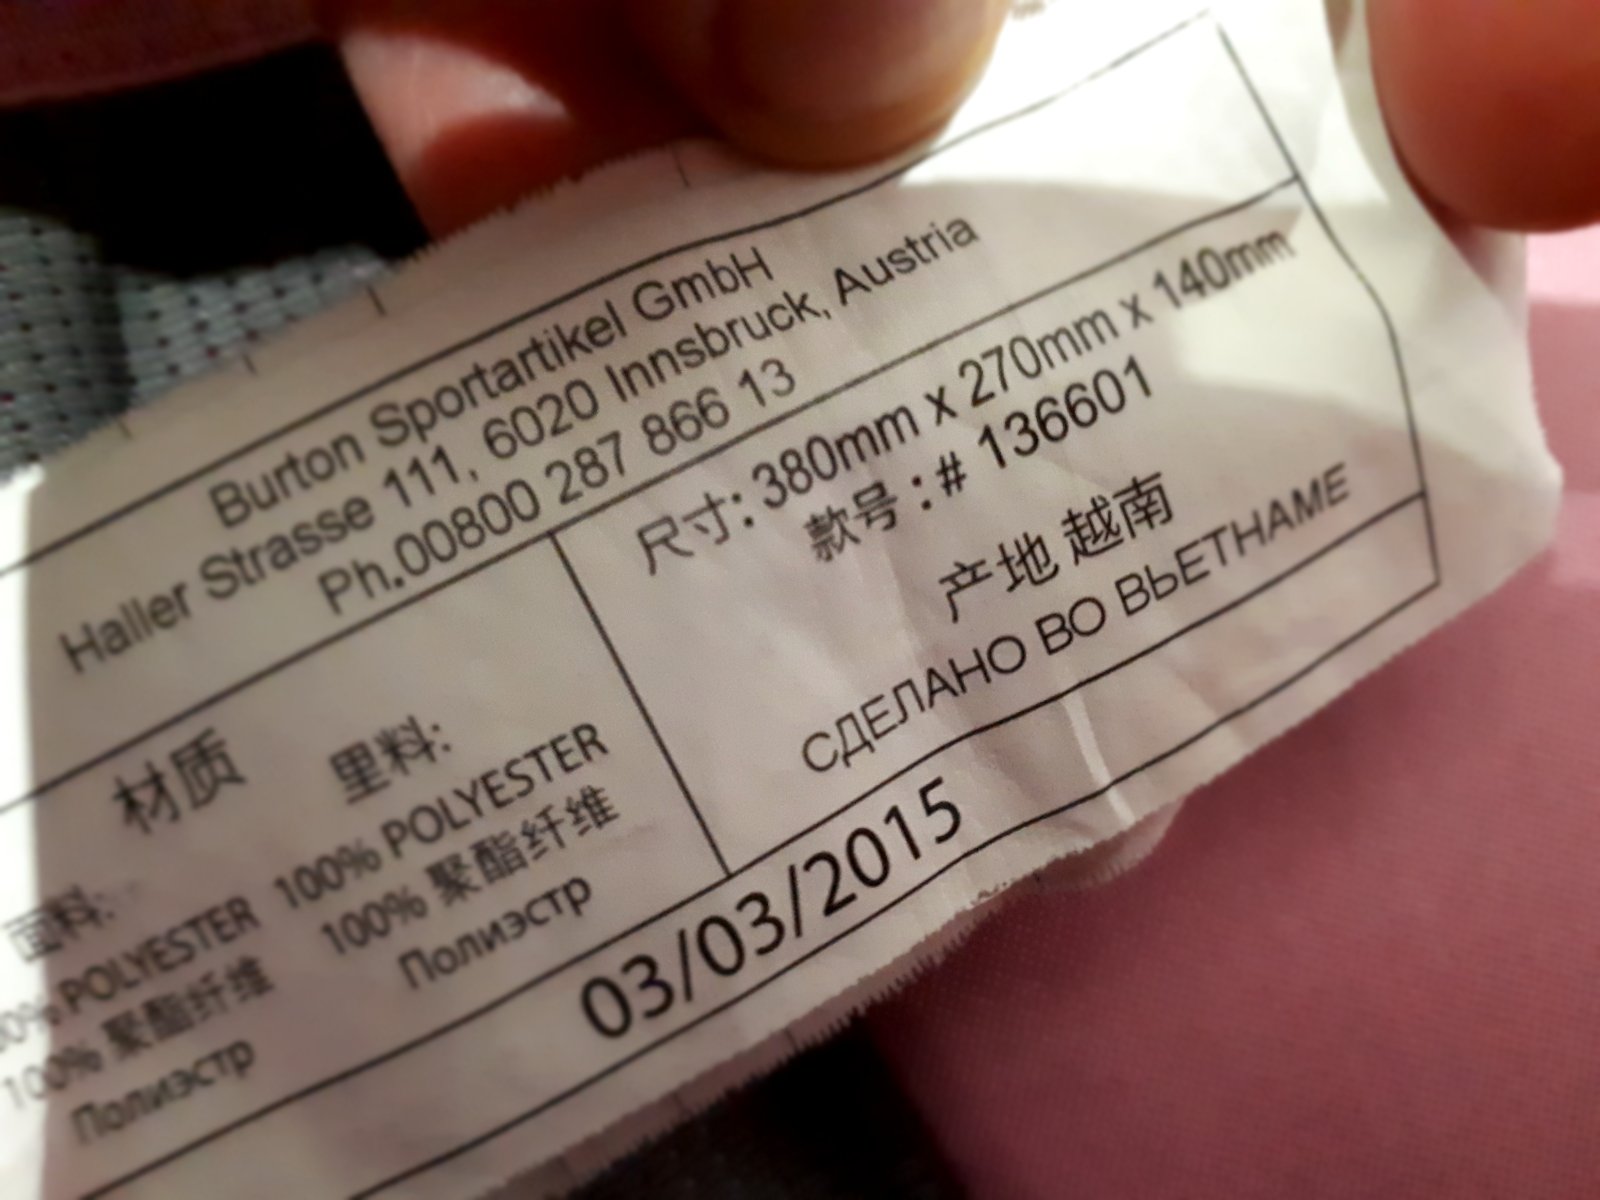 Burton Sportartikel GmbH
Haller Strasse 111, 6020 Innsbruck, Austria
Ph.00800 287 866 13
尺寸: 380mm x 270mm x 140mm
款号 : # 136601
产地 越南
СДЕЛАНО ВО ВЬЕТНАМЕ
材质
面料:
POLYESTER
100% 聚酯纤维
Полиэстр
里料:
100% POLYESTER
100% 聚酯纤维
Полиэстр
03/03/2015